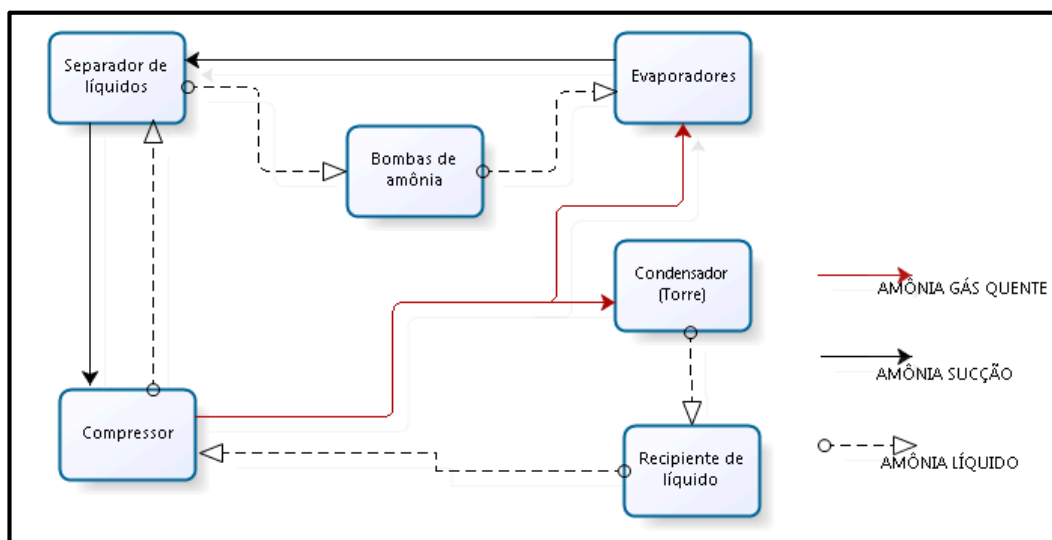 Separador de
líquidos
Evaporadores
Bombas de
amônia
Condensador
(Torre)
AMÔNIA GÁS QUENTE
AMÔNIA SUCÇÃO
Compressor
Recipiente de
líquido
AMÔNIA LÍQUIDO